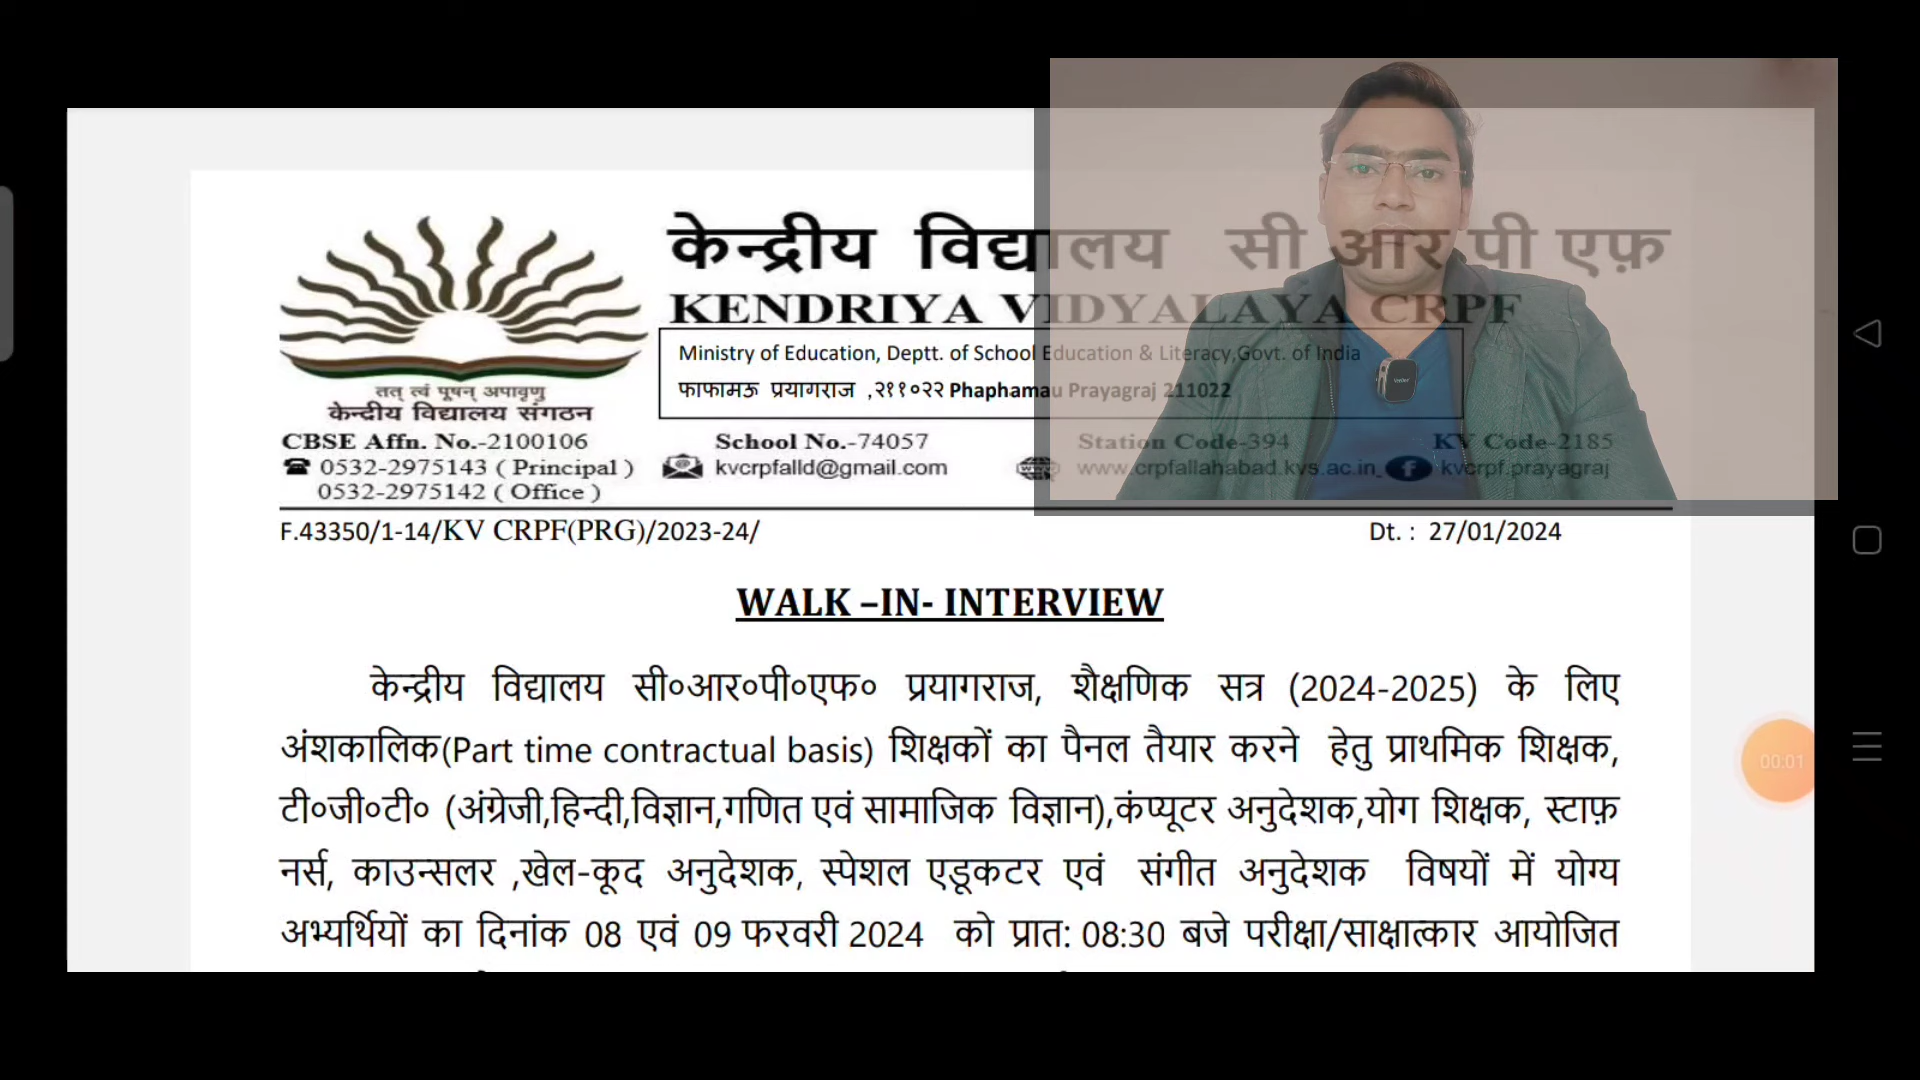 केन्द्रीय विद्यालय सी आर पी एफ़
KENDRIYA VIDYALAYA CRPF
Ministry of Education, Deptt. of School Education & Literacy,Govt. of India
फाफामऊ प्रयागराज ,२११०२२ Phaphamau Prayagraj 211022
तत् त्वं पूषन् अपावृणु
केन्द्रीय विद्यालय संगठन
CBSE Affn. No.-2100106 School No.-74057 Station Code-394 KV Code-2185
0532-2975143 ( Principal ) kvcrpfalld@gmail.com www.crpfallahabad.kvs.ac.in kvcrpf.prayagraj
0532-2975142 ( Office )
F.43350/1-14/KV CRPF(PRG)/2023-24/ Dt. : 27/01/2024
WALK –IN- INTERVIEW
केन्द्रीय विद्यालय सी०आर०पी०एफ० प्रयागराज, शैक्षणिक सत्र (2024-2025) के लिए
अंशकालिक(Part time contractual basis) शिक्षकों का पैनल तैयार करने हेतु प्राथमिक शिक्षक,
टी०जी०टी० (अंग्रेजी,हिन्दी,विज्ञान,गणित एवं सामाजिक विज्ञान),कंप्यूटर अनुदेशक,योग शिक्षक, स्टाफ़
नर्स, काउन्सलर ,खेल-कूद अनुदेशक, स्पेशल एडूकटर एवं संगीत अनुदेशक विषयों में योग्य
अभ्यर्थियों का दिनांक 08 एवं 09 फरवरी 2024 को प्रात: 08:30 बजे परीक्षा/साक्षात्कार आयोजित
00:01